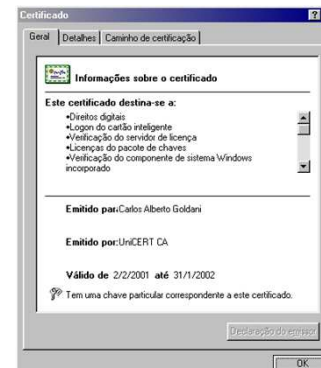 Certificado
Geral Detalhes Caminho de certificação
Informações sobre o certificado
Este certificado destina-se a:
•Direitos digitais
•Logon do cartão inteligente
•Verificação do servidor de licença
•Licenças do pacote de chaves
•Verificação do componente de sistema Windows
incorporado
Emitido par: Carlos Alberto Goldani
Emitido por: UniCERT CA
Válido de 2/2/2001 até 31/1/2002
Tem uma chave particular correspondente a este certificado.
Declaração do emissor
OK